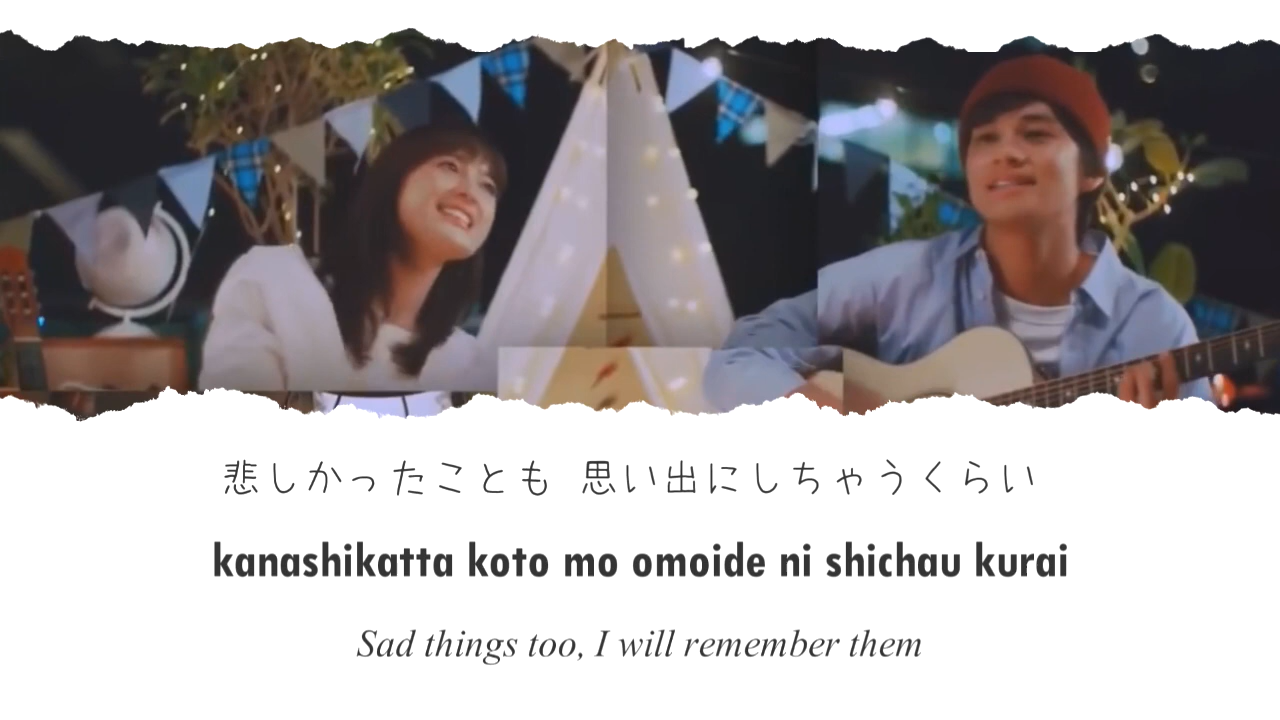 悲しかったことも 思い出にしちゃうくらい
kanashikatta koto mo omoide ni shichau kurai
Sad things too, I will remember them